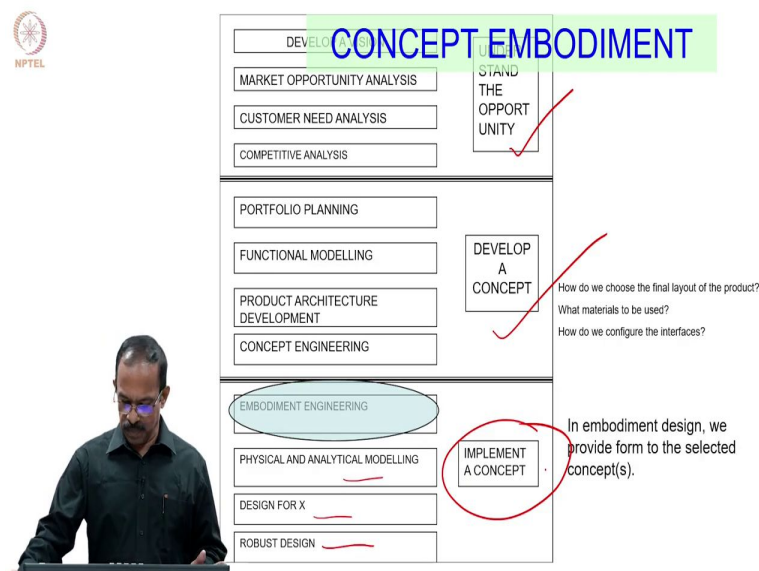 CONCEPT EMBODIMENT
NPTEL
DEVELOP A VISION
UNDER
STAND
THE
OPPORT
UNITY
MARKET OPPORTUNITY ANALYSIS
CUSTOMER NEED ANALYSIS
COMPETITIVE ANALYSIS
PORTFOLIO PLANNING
FUNCTIONAL MODELLING
PRODUCT ARCHITECTURE
DEVELOPMENT
CONCEPT ENGINEERING
DEVELOP
A
CONCEPT
How do we choose the final layout of the product?
What materials to be used?
How do we configure the interfaces?
EMBODIMENT ENGINEERING
PHYSICAL AND ANALYTICAL MODELLING
DESIGN FOR X
ROBUST DESIGN
IMPLEMENT
A CONCEPT
In embodiment design, we
provide form to the selected
concept(s).